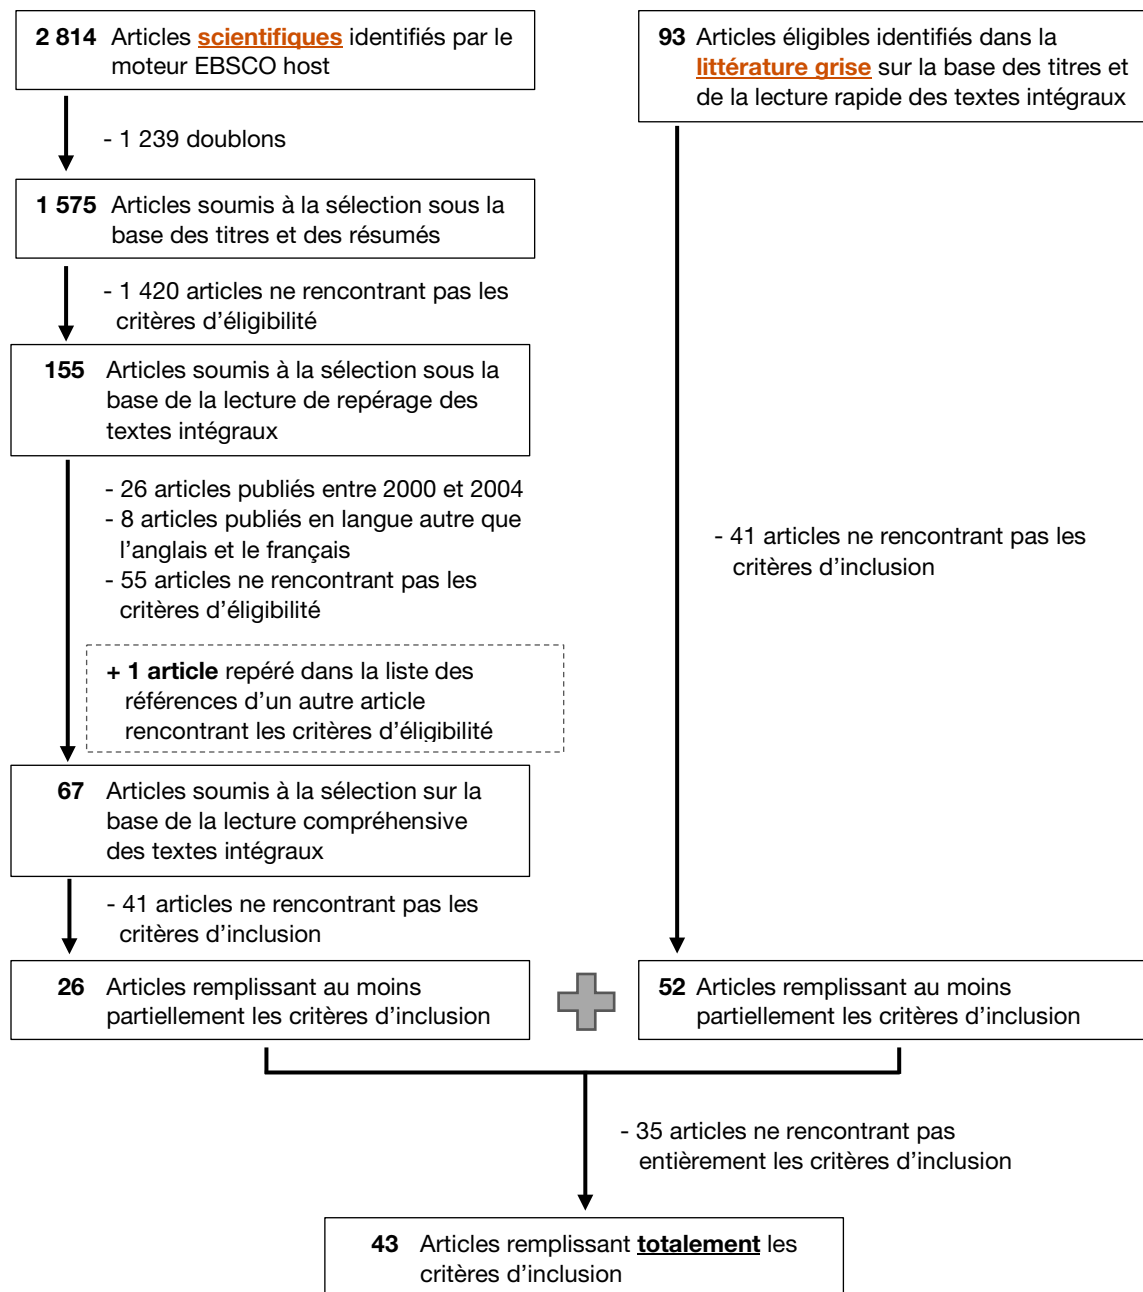 2 814 Articles scientifiques identifiés par le
moteur EBSCO host
- 1 239 doublons
1 575 Articles soumis à la sélection sous la
base des titres et des résumés
- 1 420 articles ne rencontrant pas les
critères d’éligibilité
155 Articles soumis à la sélection sous la
base de la lecture de repérage des
textes intégraux
- 26 articles publiés entre 2000 et 2004
- 8 articles publiés en langue autre que
l’anglais et le français
- 55 articles ne rencontrant pas les
critères d’éligibilité
+ 1 article repéré dans la liste des
références d’un autre article
rencontrant les critères d’éligibilité
67 Articles soumis à la sélection sur la
base de la lecture compréhensive
des textes intégraux
- 41 articles ne rencontrant pas les
critères d’inclusion
26 Articles remplissant au moins
partiellement les critères d’inclusion
93 Articles éligibles identifiés dans la
littérature grise sur la base des titres et
de la lecture rapide des textes intégraux
- 41 articles ne rencontrant pas les
critères d’inclusion
52 Articles remplissant au moins
partiellement les critères d’inclusion
- 35 articles ne rencontrant pas
entièrement les critères d’inclusion
43 Articles remplissant totalement les
critères d’inclusion